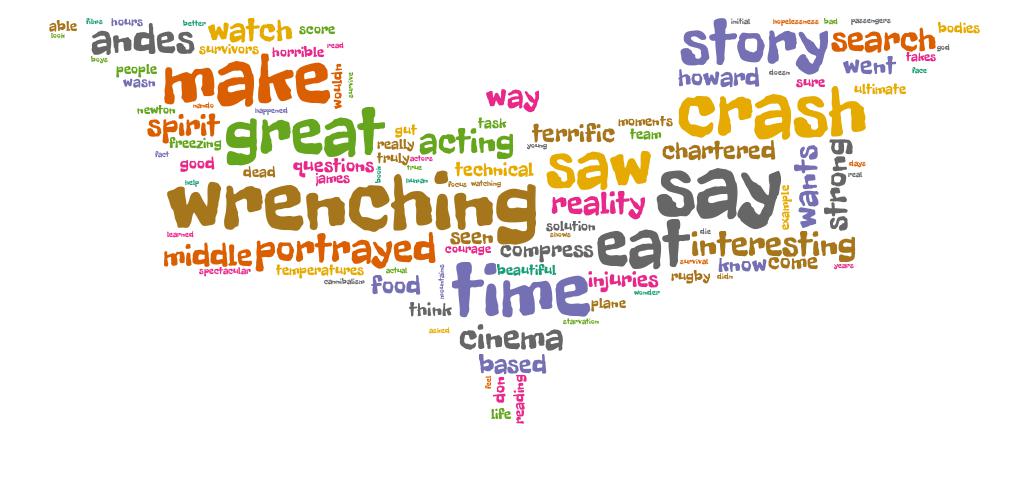 able
films
hours
better
look
andes
watch
score
boys
survivors
horrible
read
people
wasn
make
wouldn
survive
newton
nando
happened
spirit
great
freezing
gut
really
acting
task
young
fact
good
dead
questions
truly
actors
true
james
book
human
technical
focus
watching
help
wrenching
learned
middle
portrayed
seen
courage
spectacular
temperatures
actual
cannibalism
food
mountains
think
asked
way
terrific
moments
team
saw
chartered
reality
solution
shows
compress
beautiful
time
injuries
wonder
plane
starvation
cinema
based
feel
don
reading
life
initial
hopelessness
bad
passengers
bodies
story
search
god
howard
doesn
went
takes
sure
face
ultimate
crash
strong
days
real
wants
say
example
eat
die
interesting
survival
know
come
years
rugby
didn